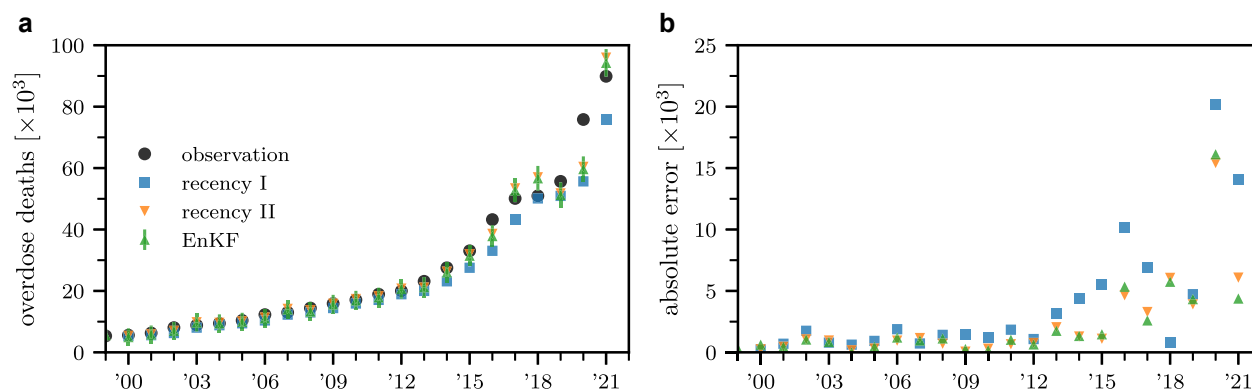 a
overdose deaths [×10³]
100
80
60
40
20
0
observation
recency I
recency II
EnKF
'00 '03 '06 '09 '12 '15 '18 '21
b
absolute error [×10³]
25
20
15
10
5
0
'00 '03 '06 '09 '12 '15 '18 '21